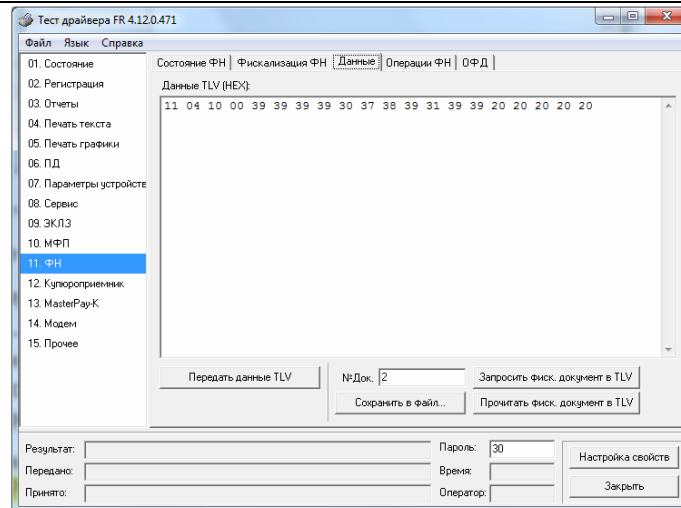 Тест драйвера FR 4.12.0.471
Файл Язык Справка
01. Состояние
02. Регистрация
03. Отчеты
04. Печать текста
05. Печать графики
06. ПД
07. Параметры устройсте
08. Сервис
09. ЭКЛЗ
10. МФП
11. ФН
12. Купюроприемник
13. MasterPay-K
14. Модем
15. Прочее
Состояние ФН Фискализация ФН Данные Операции ФН ОФД
Данные TLV (HEX):
11 04 10 00 39 39 39 39 30 37 38 39 31 39 39 20 20 20 20 20
Передать данные TLV
№Док. 2
Запросить фиск. документ в TLV
Сохранить в файл...
Прочитать фиск. документ в TLV
Результат:
Пароль: 30
Настройка свойств
Передано:
Время:
Принято:
Оператор:
Закрыть